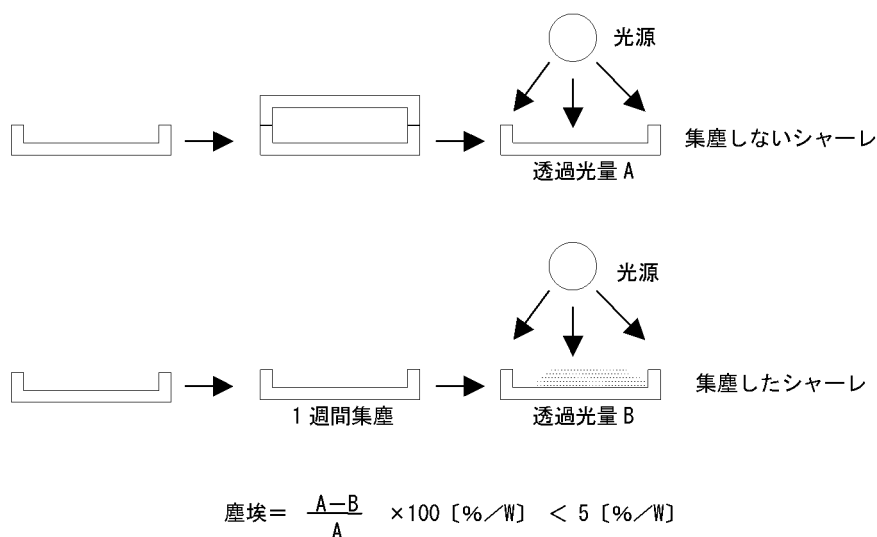 光源
集塵しないシャーレ
透過光量 A
光源
集塵したシャーレ
1 週間集塵
透過光量 B
塵埃= A-B/A ×100〔%/W〕 < 5〔%/W〕